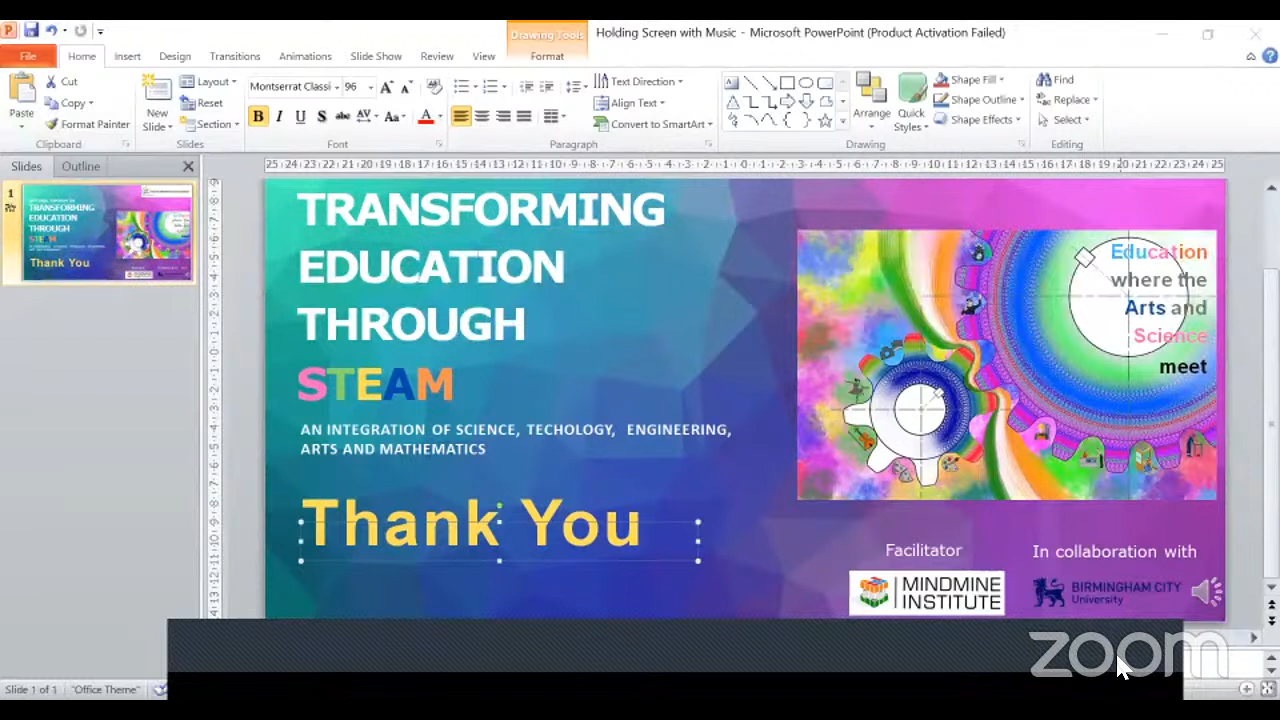 Holding Screen with Music - Microsoft PowerPoint (Product Activation Failed)
Drawing Tools
File Home Insert Design Transitions Animations Slide Show Review View Format
Paste
Cut
Copy
Format Painter
Clipboard
New Slide
Layout
Reset
Section
Slides
Montserrat Classi 96
Font
Text Direction
Align Text
Convert to SmartArt
Paragraph
Arrange
Quick Styles
Shape Fill
Shape Outline
Shape Effects
Drawing
Find
Replace
Select
Editing
Slides Outline
1
TRANSFORMING
EDUCATION
THROUGH
STEAM
Thank You
TRANSFORMING
EDUCATION
THROUGH
STEAM
AN INTEGRATION OF SCIENCE, TECHOLOGY, ENGINEERING,
ARTS AND MATHEMATICS
Thank You
Education
where the
Arts and
Science
meet
Facilitator
MINDMINE
INSTITUTE
In collaboration with
BIRMINGHAM CITY
University
zoom
Slide 1 of 1 "Office Theme"